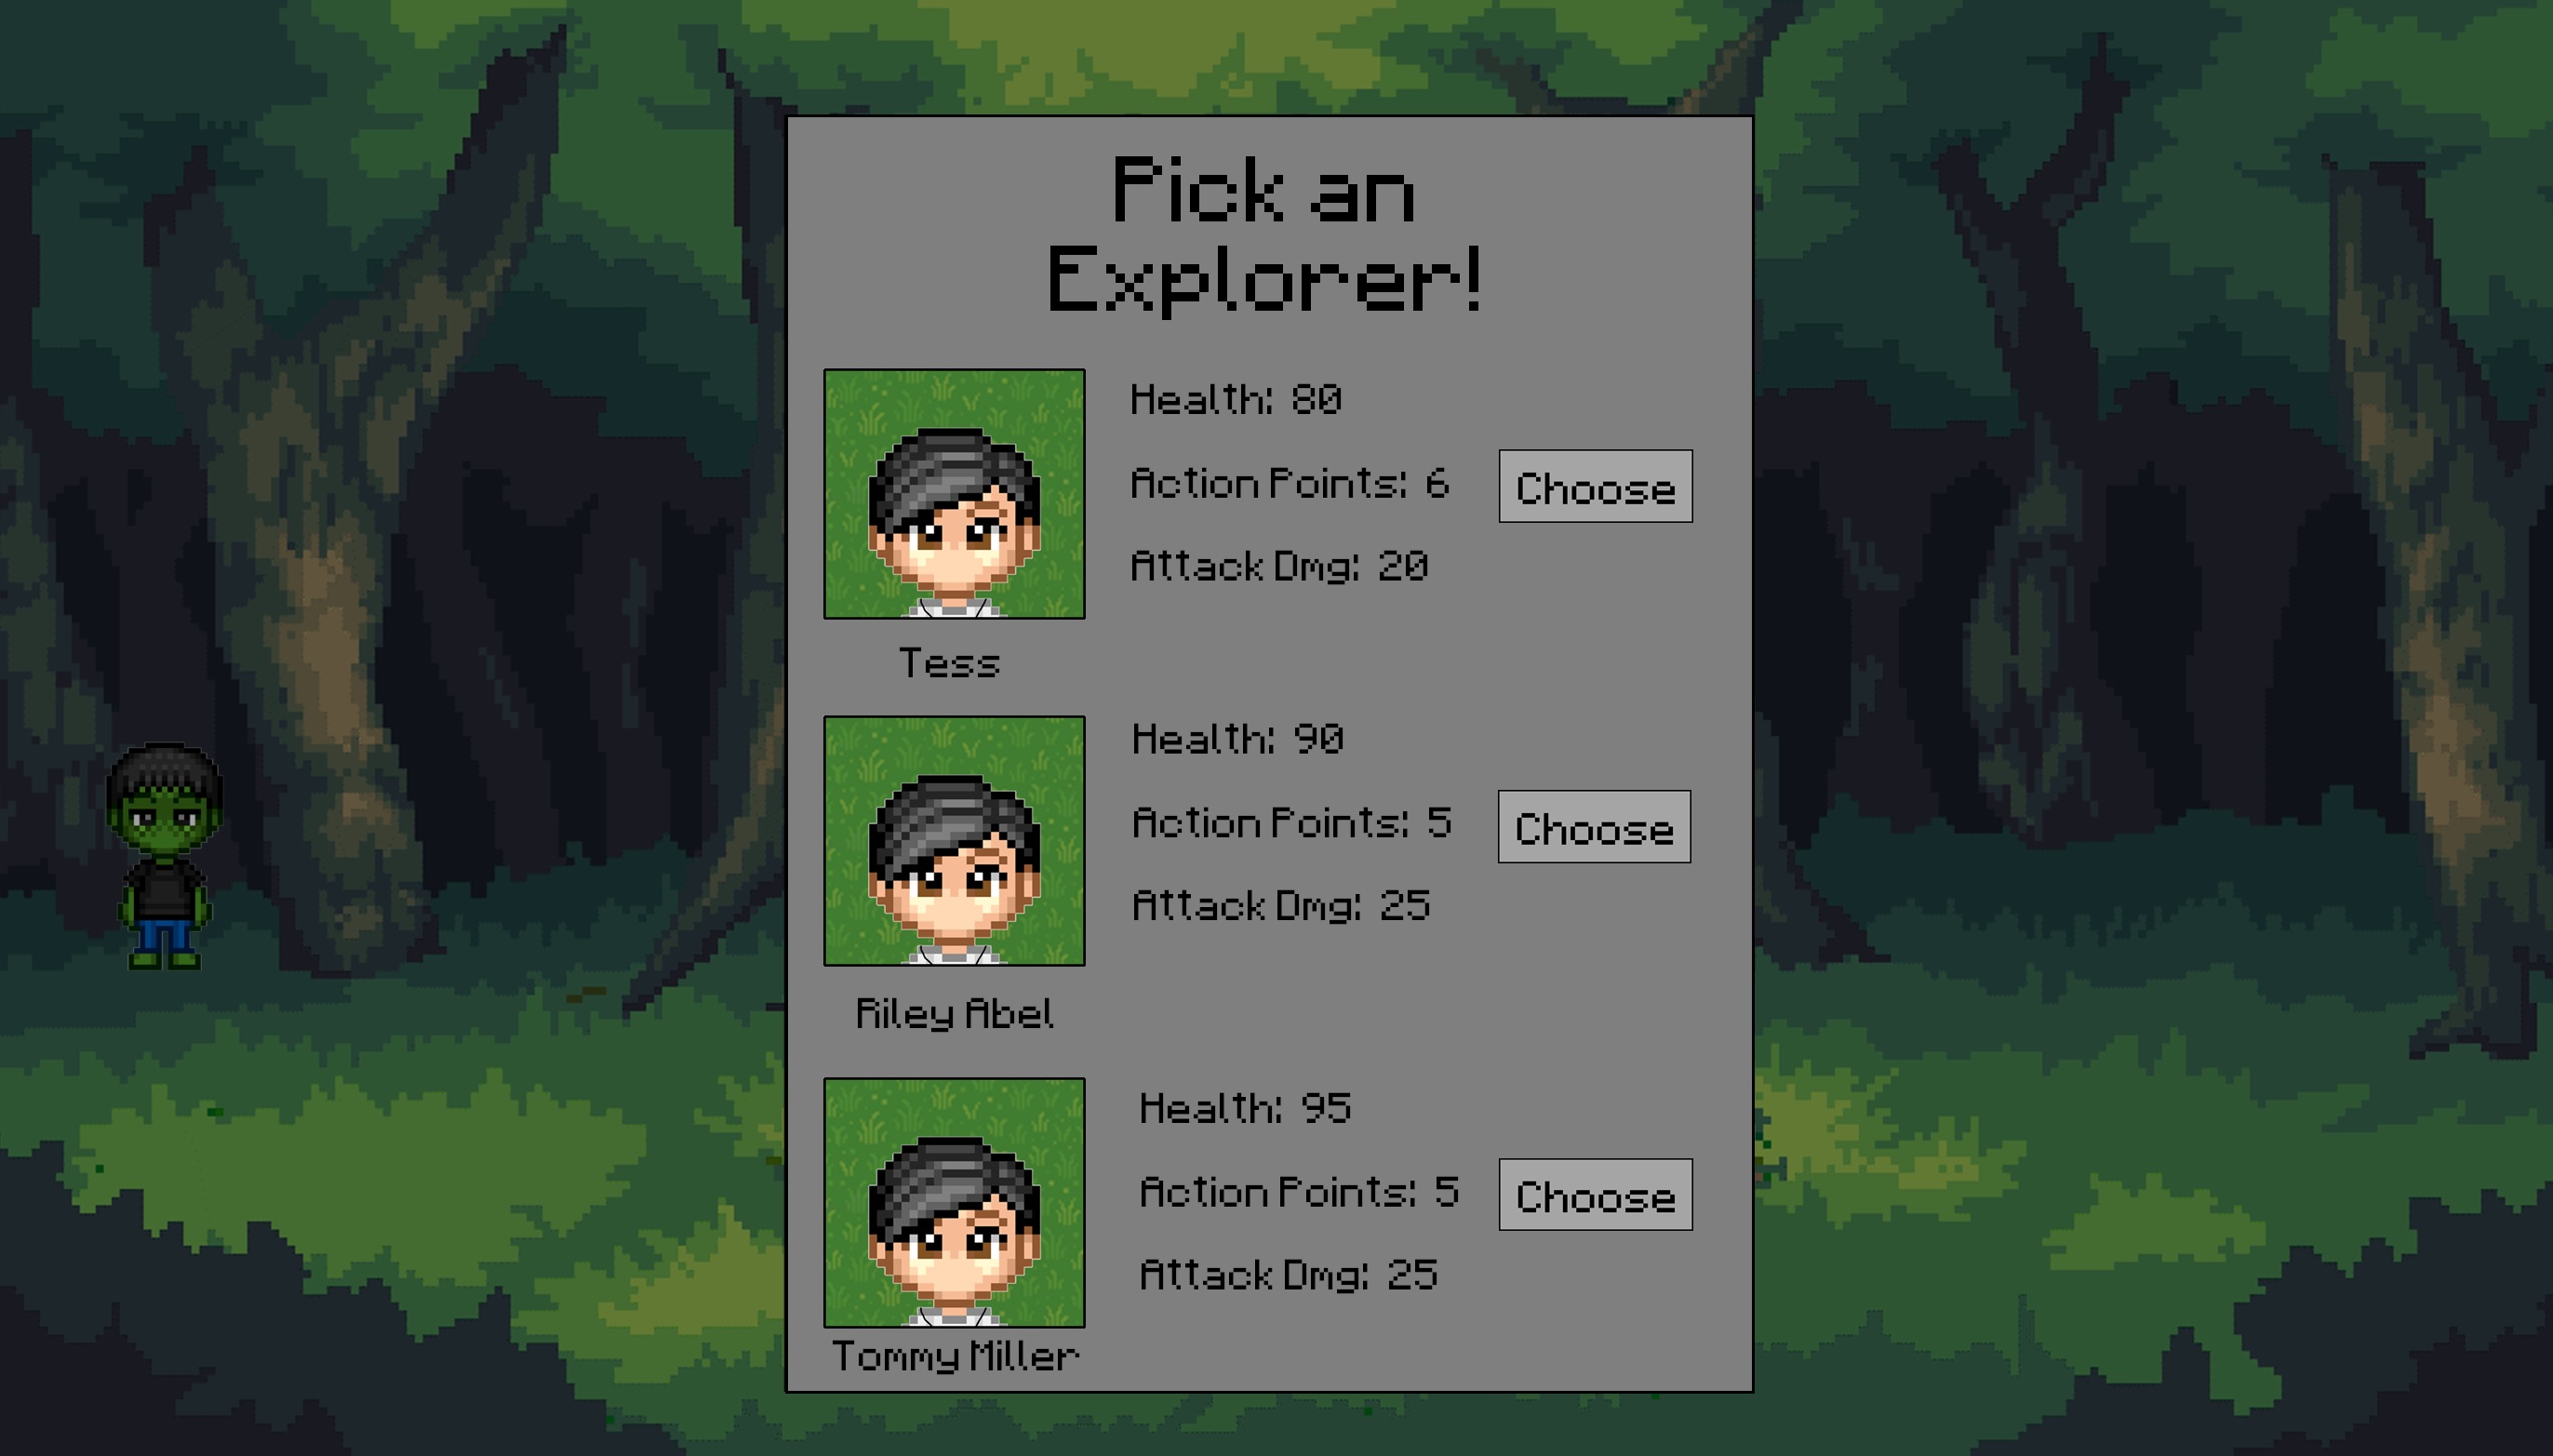 Pick an
Explorer!
Health: 80
Action Points: 6
Choose
Attack Dmg: 20
Tess
Health: 90
Action Points: 5
Choose
Attack Dmg: 25
Riley Abel
Health: 95
Action Points: 5
Choose
Attack Dmg: 25
Tommy Miller